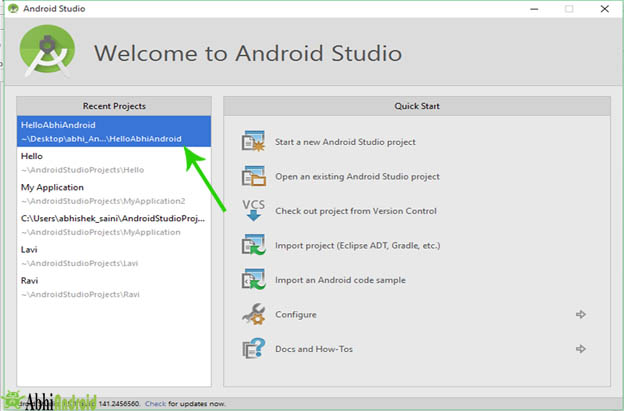 Android Studio
Welcome to Android Studio
Recent Projects
HelloAbhiAndroid
~\Desktop\abhi_An...\HelloAbhiAndroid
Hello
~\AndroidStudioProjects\Hello
My Application
~\AndroidStudioProjects\MyApplication2
C:\Users\abhishek_saini\AndroidStudioProj...
~\AndroidStudioProjects\MyApplication
Lavi
~\AndroidStudioProjects\Lavi
Ravi
~\AndroidStudioProjects\Ravi
Quick Start
Start a new Android Studio project
Open an existing Android Studio project
VCS
Check out project from Version Control
Import project (Eclipse ADT, Gradle, etc.)
Import an Android code sample
Configure
Docs and How-Tos
141.2456560. Check for updates now.
AbhiAndroid